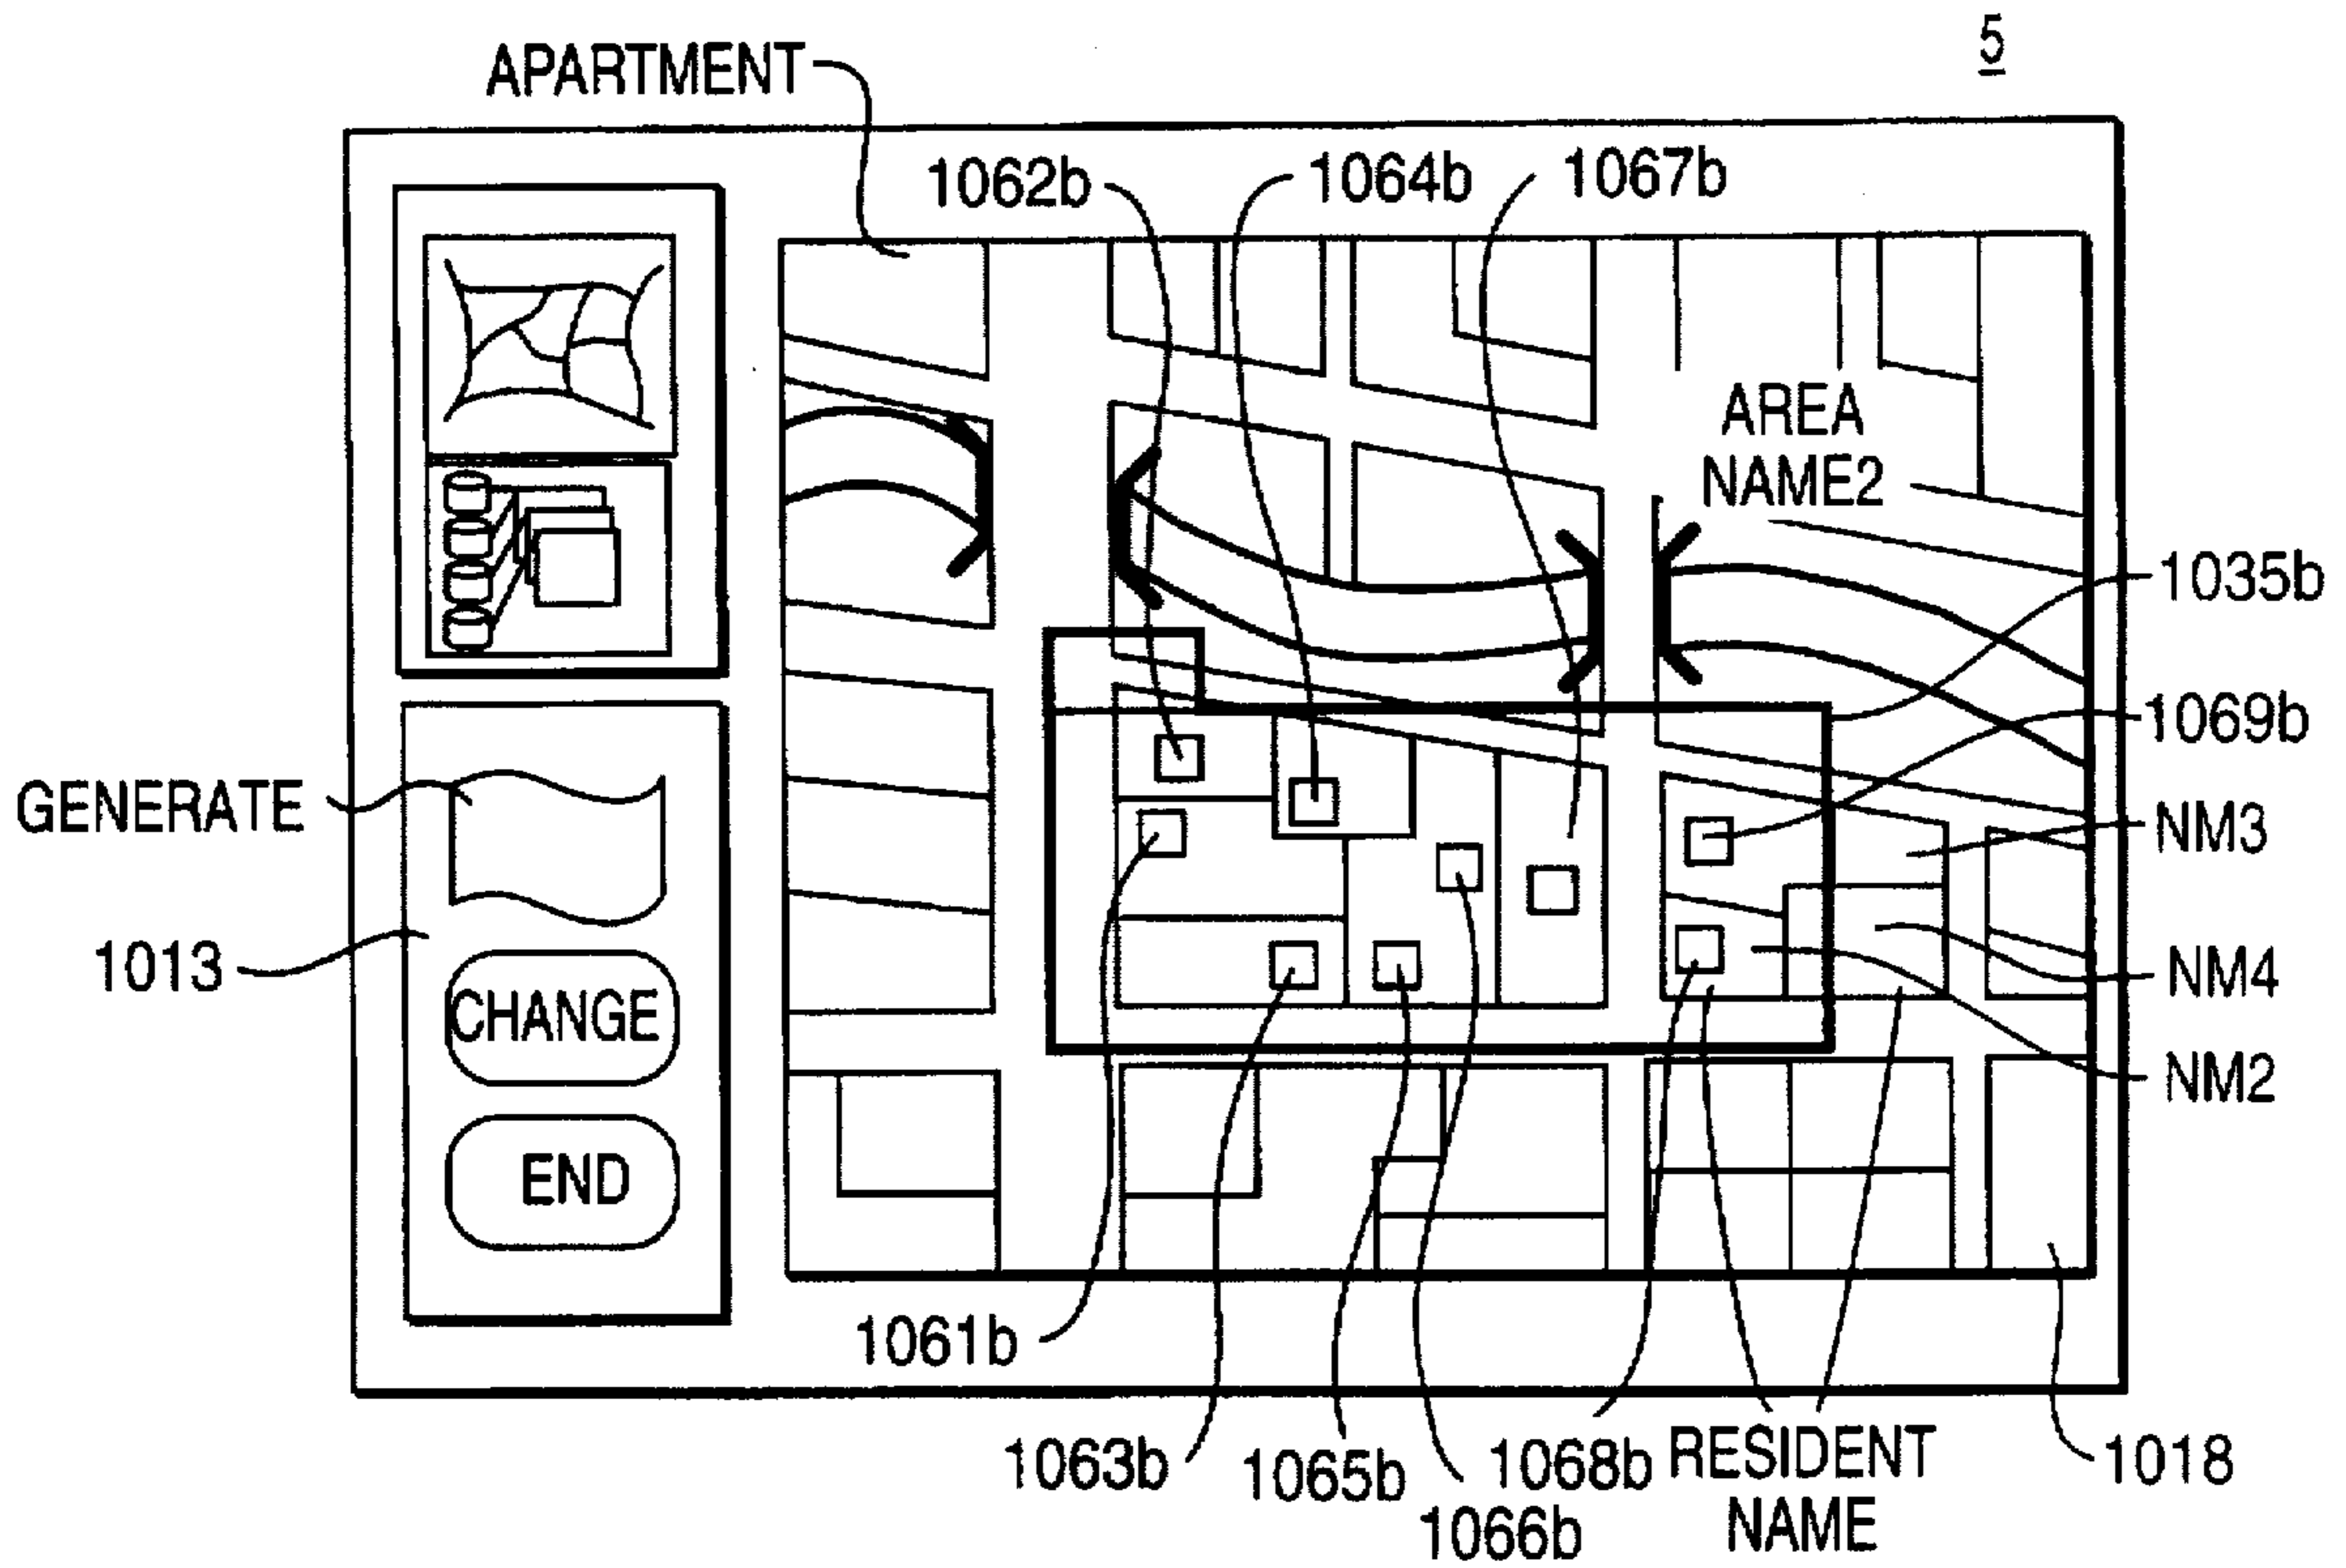 5
APARTMENT
1062b
1064b
1067b
AREA
NAME2
1035b
1069b
GENERATE
NM3
1013
CHANGE
NM4
NM2
END
1061b
1063b
1065b
1068b
1066b
RESIDENT
NAME
1018